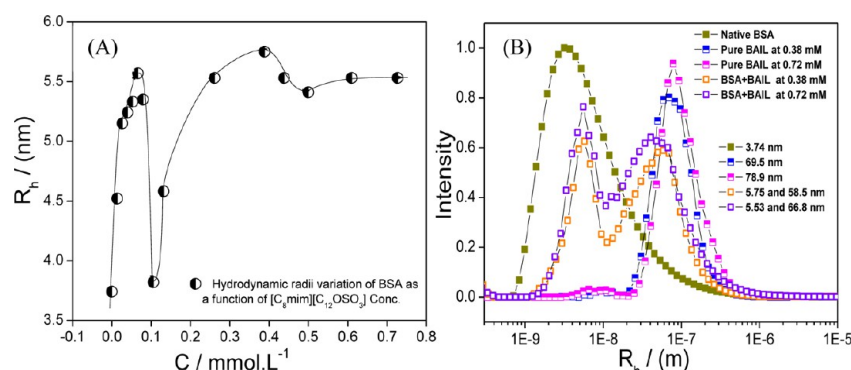 (A)
6.0
5.5
5.0
4.5
4.0
3.5
R_h / (nm)
Hydrodynamic radii variation of BSA as
a function of [C₈mim][C₁₂OSO₃] Conc.
0.0 0.1 0.2 0.3 0.4 0.5 0.6 0.7 0.8
C / mmol.L⁻¹
(B)
1.0
0.8
0.6
0.4
0.2
0.0
Intensity
Native BSA
Pure BAIL at 0.38 mM
Pure BAIL at 0.72 mM
BSA+BAIL at 0.38 mM
BSA+BAIL at 0.72 mM
3.74 nm
69.5 nm
78.9 nm
5.75 and 58.5 nm
5.53 and 66.8 nm
1E-9 1E-8 1E-7 1E-6 1E-5
R_h / (m)